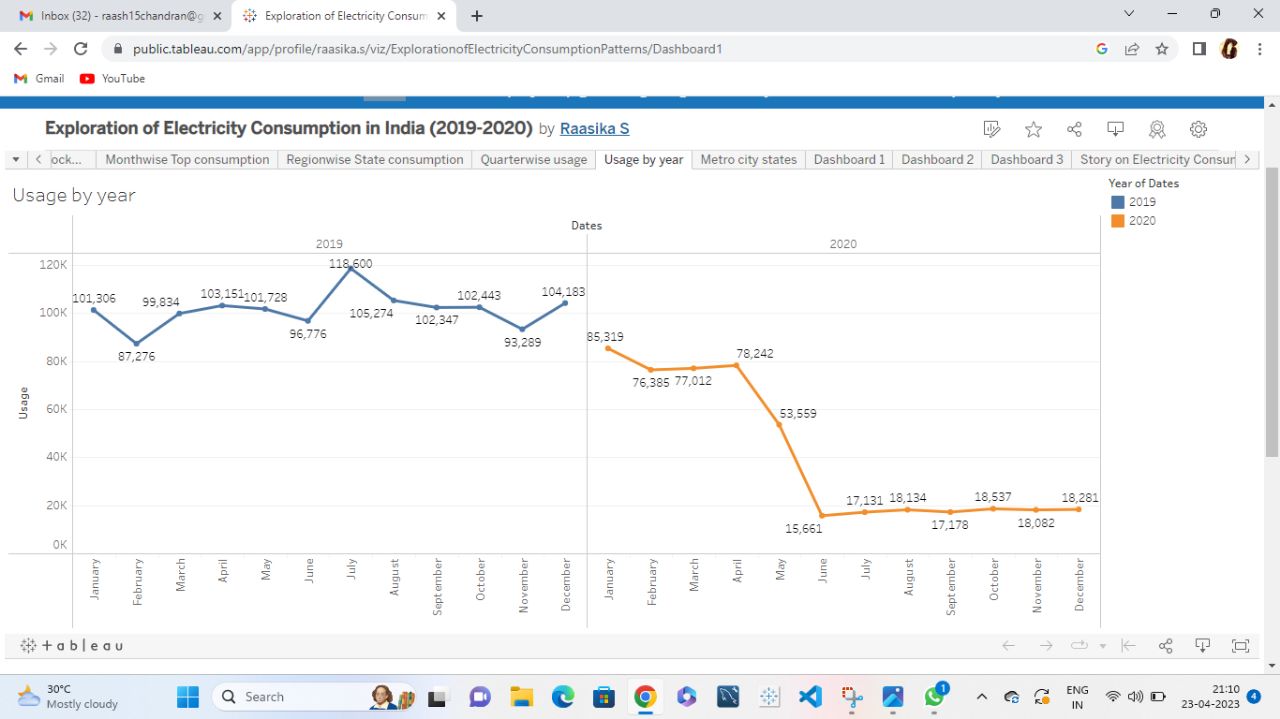 Inbox (32) - raash15chandran@g
Exploration of Electricity Consum
public.tableau.com/app/profile/raasika.s/viz/ExplorationofElectricityConsumptionPatterns/Dashboard1
Gmail YouTube
Exploration of Electricity Consumption in India (2019-2020) by Raasika S
ock... Monthwise Top consumption Regionwise State consumption Quarterwise usage Usage by year Metro city states Dashboard 1 Dashboard 2 Dashboard 3 Story on Electricity Consur
Usage by year
Year of Dates
2019
2020
Dates
2019 2020
120K
100K
80K
60K
40K
20K
0K
Usage
101,306
87,276
99,834
103,151
101,728
96,776
118,600
105,274
102,347
102,443
93,289
104,183
85,319
76,385
77,012
78,242
53,559
15,661
17,131
18,134
17,178
18,537
18,082
18,281
January
February
March
April
May
June
July
August
September
October
November
December
January
February
March
April
May
June
July
August
September
October
November
December
+ a b l e a u
30°C
Mostly cloudy
Search
1
ENG
IN
21:10
23-04-2023
4